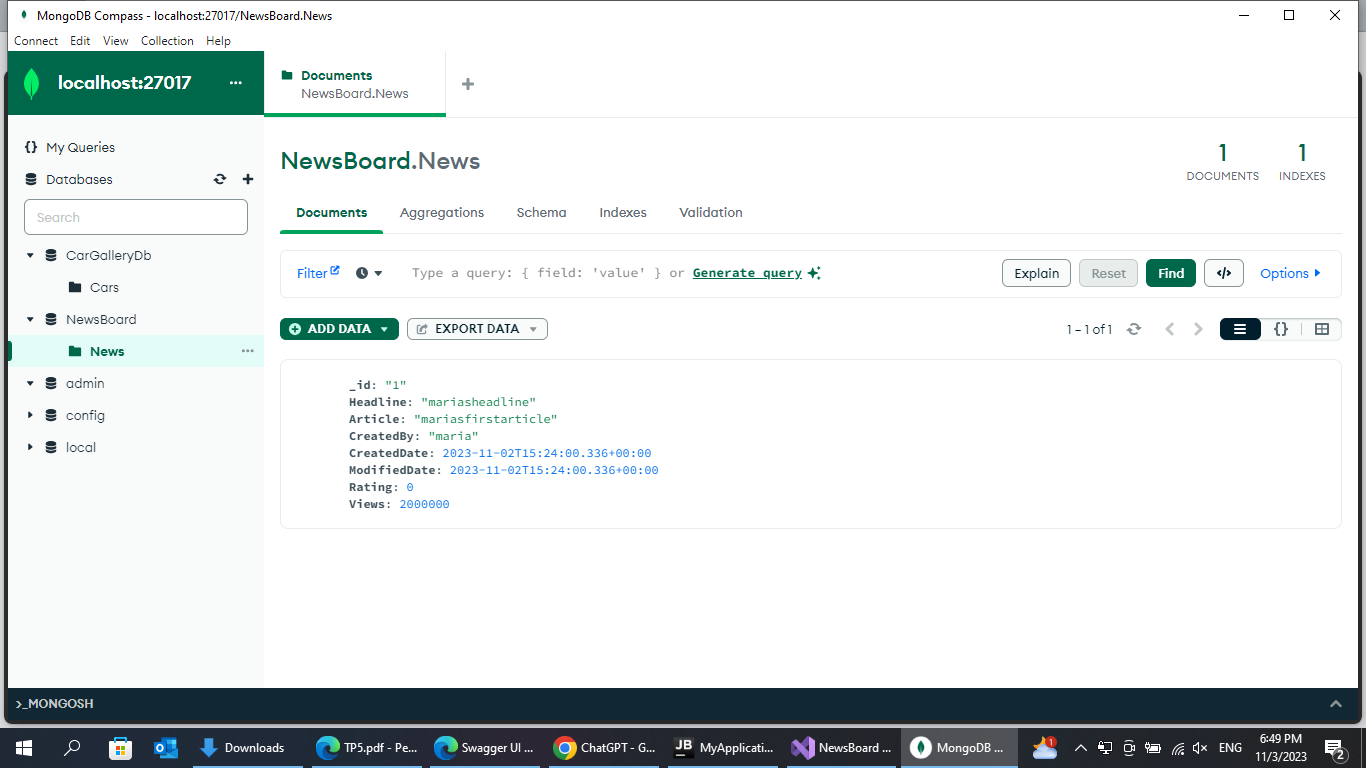 MongoDB Compass - localhost:27017/NewsBoard.News
Connect Edit View Collection Help
localhost:27017 ...
Documents
NewsBoard.News
+
My Queries
Databases
Search
CarGalleryDb
Cars
NewsBoard
News ...
admin
config
local
NewsBoard.News
1
DOCUMENTS
1
INDEXES
Documents Aggregations Schema Indexes Validation
Filter Type a query: { field: 'value' } or Generate query Explain Reset Find </> Options
ADD DATA EXPORT DATA 1 – 1 of 1 {}
_id: "1"
Headline: "mariasheadline"
Article: "mariasfirstarticle"
CreatedBy: "maria"
CreatedDate: 2023-11-02T15:24:00.336+00:00
ModifiedDate: 2023-11-02T15:24:00.336+00:00
Rating: 0
Views: 2000000
>_MONGOSH
Downloads TP5.pdf - Pe... Swagger UI ... ChatGPT - G... JB MyApplicati... NewsBoard ... MongoDB ... 1 ENG 6:49 PM
11/3/2023 2